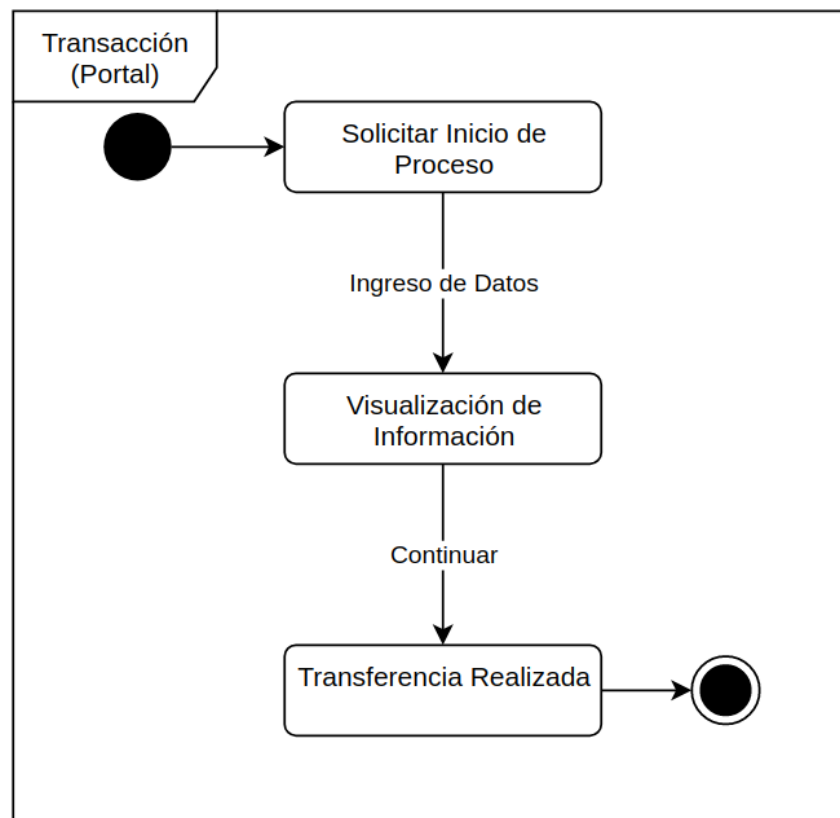 Transacción
(Portal)
Solicitar Inicio de
Proceso
Ingreso de Datos
Visualización de
Información
Continuar
Transferencia Realizada